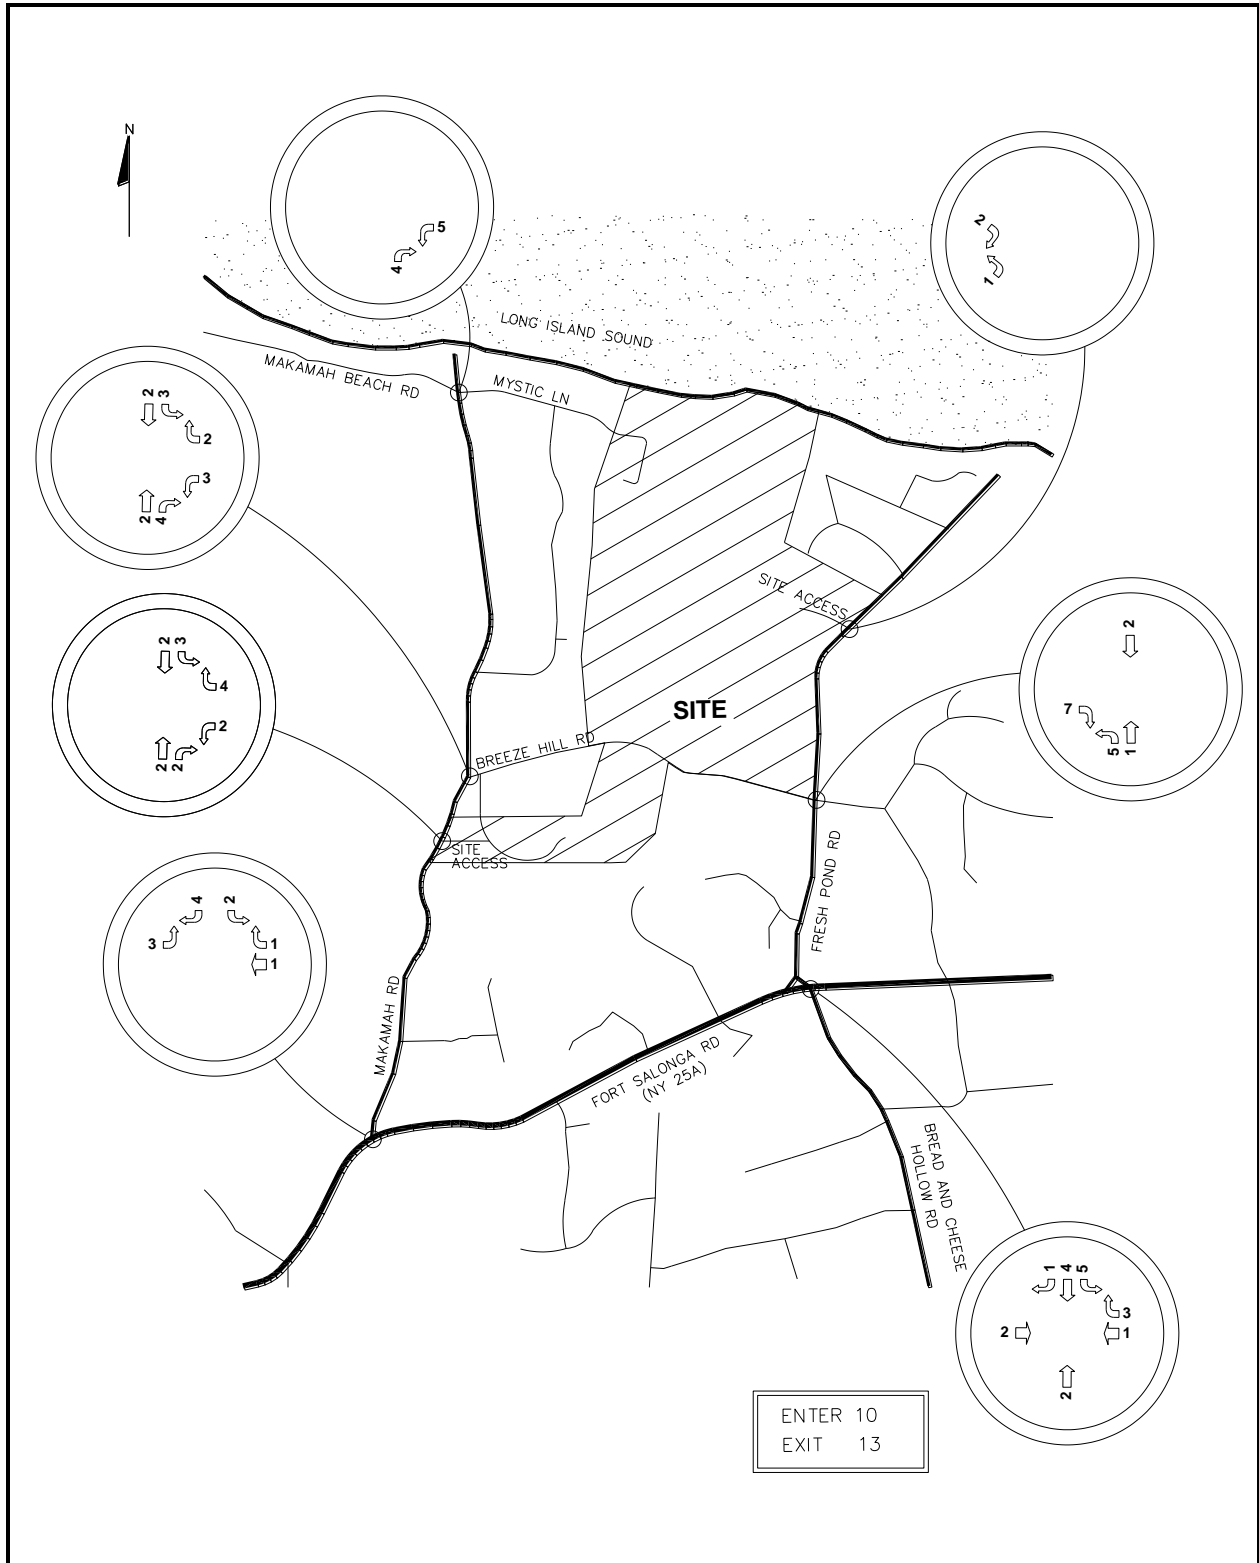 N
5
4
2
1
LONG ISLAND SOUND
MAKAMAH BEACH RD
MYSTIC LN
2 3
2
3
2 4
SITE ACCESS
2
7
5 1
SITE
BREEZE HILL RD
2 3
4
2
2 2
SITE
ACCESS
FRESH POND RD
4 2
3 1
1
MAKAMAH RD
FORT SALONGA RD
(NY 25A)
BREAD AND CHEESE
HOLLOW RD
1 4 5
3
2 1
2
ENTER 10
EXIT 13